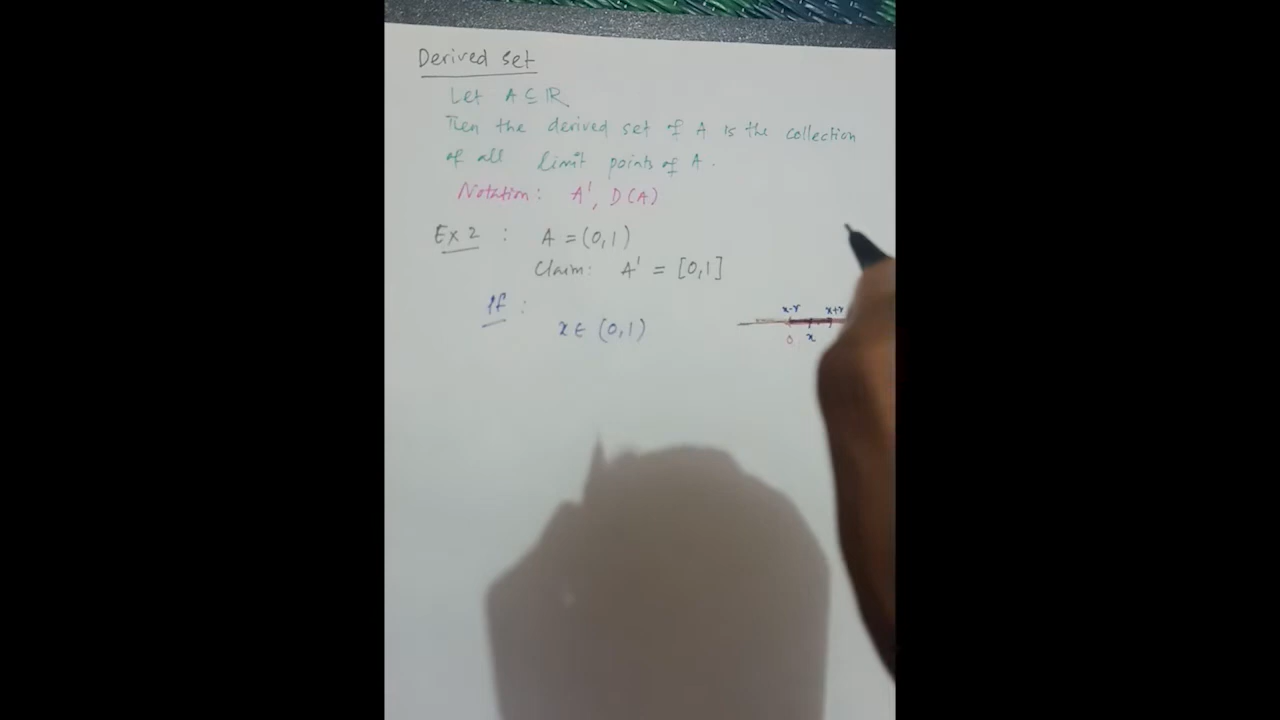 Derived set
Let A ⊆ ℝ
Then the derived set of A is the collection
of all limit points of A.
Notation: A', D(A)
Ex 2 : A = (0,1)
Claim: A' = [0,1]
If :
x-r x+r
x ∈ (0,1)
0 x